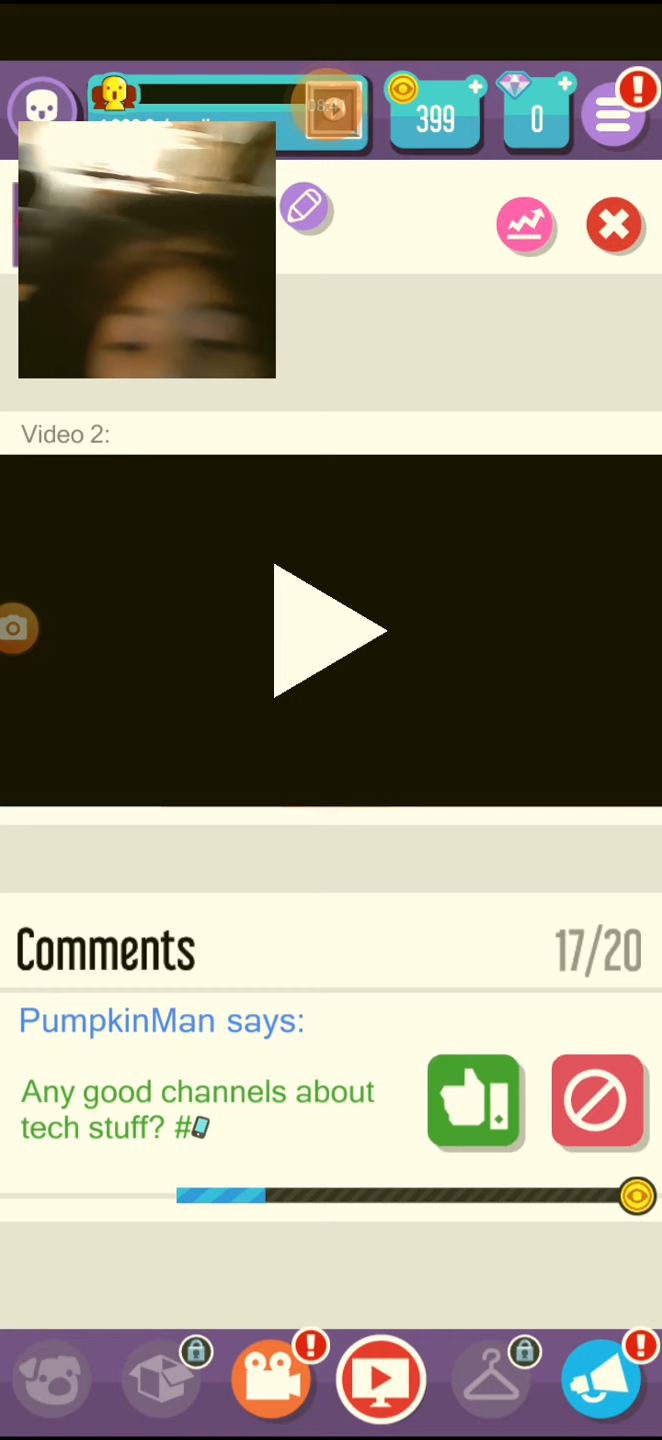 399
0
Video 2:
Comments
17/20
PumpkinMan says:
Any good channels about
tech stuff? #